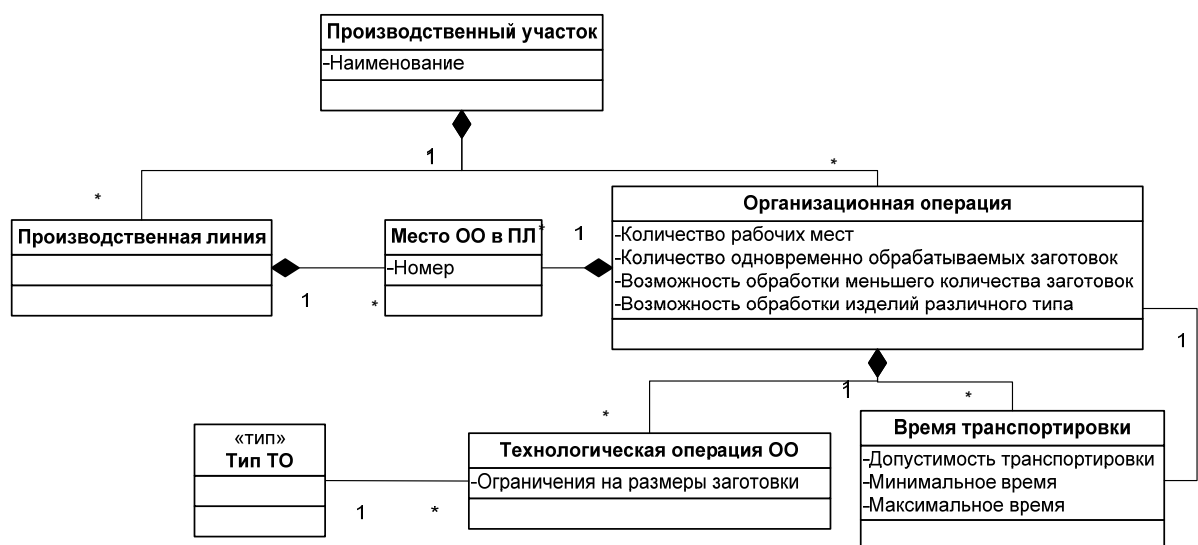 Производственный участок
-Наименование
1
*
*
Организационная операция
-Количество рабочих мест
-Количество одновременно обрабатываемых заготовок
-Возможность обработки меньшего количества заготовок
-Возможность обработки изделий различного типа
Производственная линия
Место ОО в ПЛ
-Номер
*
1
1
*
1
1
*
*
«тип»
Тип ТО
Технологическая операция ОО
-Ограничения на размеры заготовки
Время транспортировки
-Допустимость транспортировки
-Минимальное время
-Максимальное время
1
*